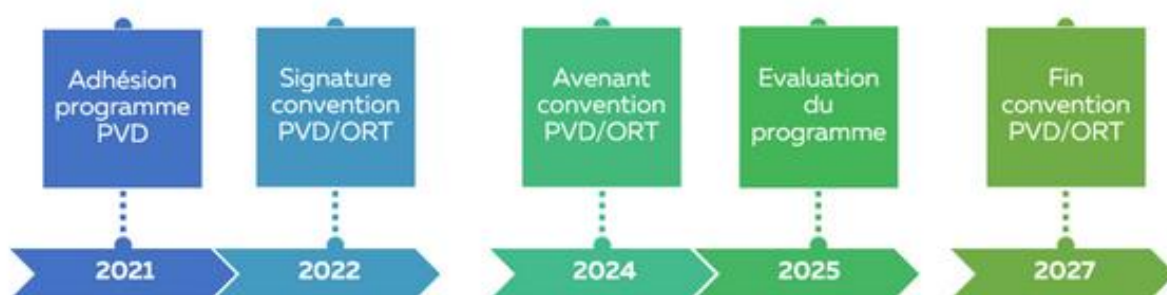 Adhésion
programme
PVD
Signature
convention
PVD/ORT
Avenant
convention
PVD/ORT
Evaluation
du
programme
Fin
convention
PVD/ORT
2021
2022
2024
2025
2027